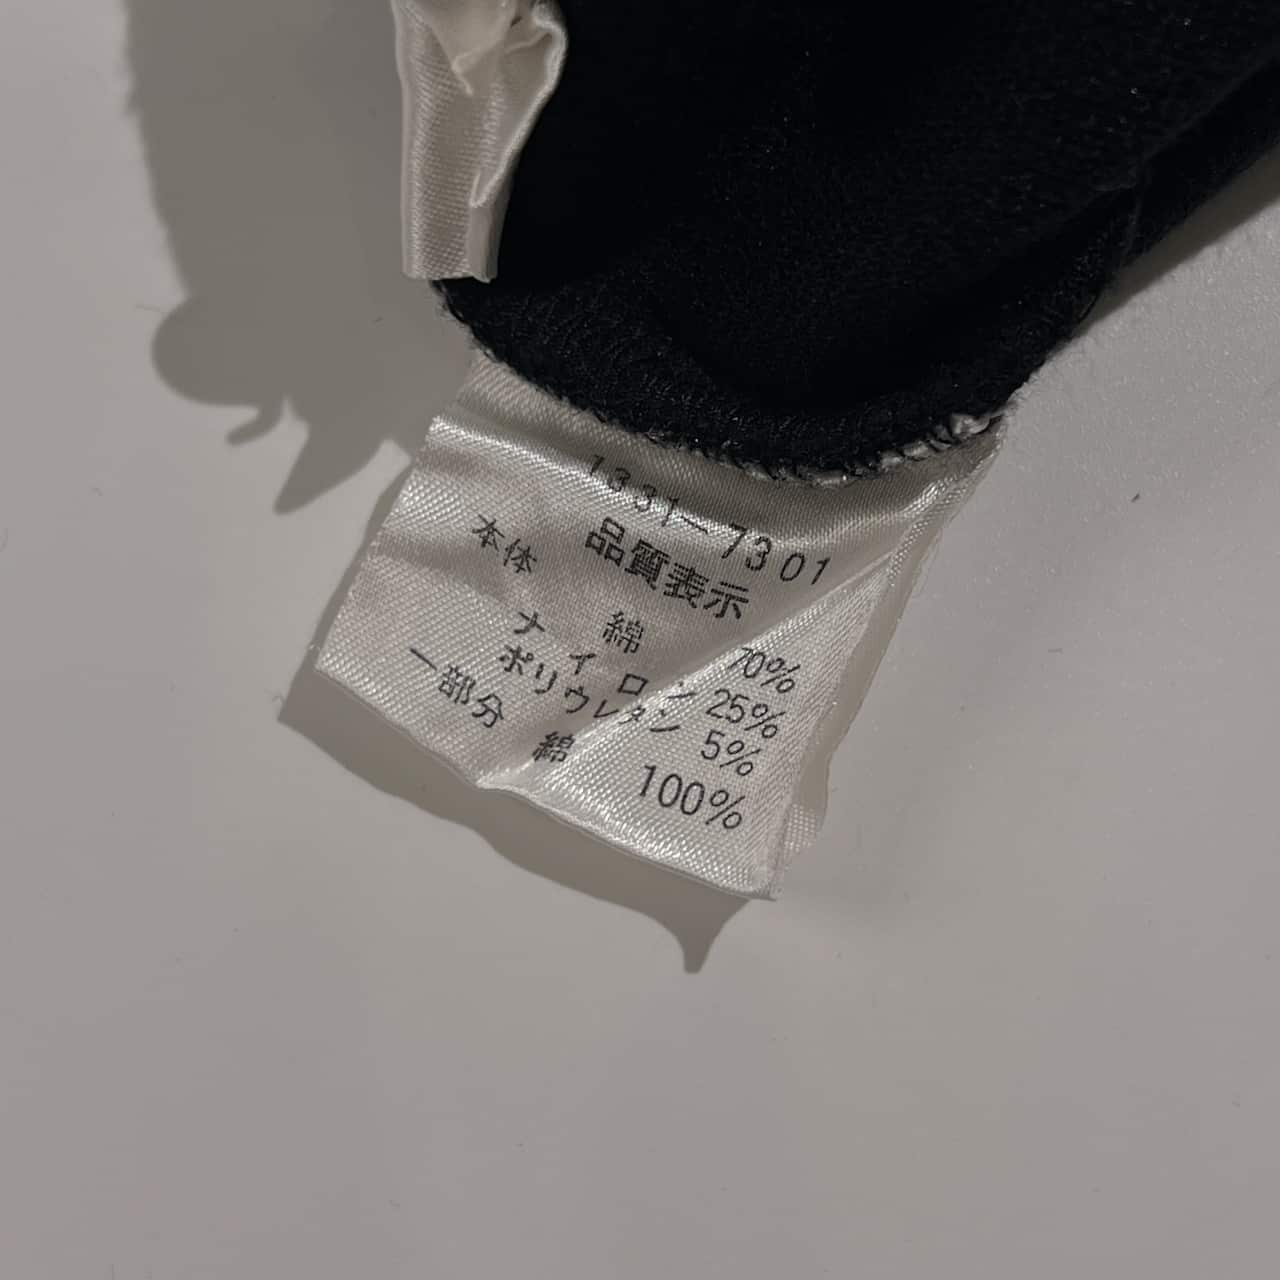 1331-7301
品質表示
本体
綿 70%
ナイロン 25%
ポリウレタン 5%
一部分
綿 100%